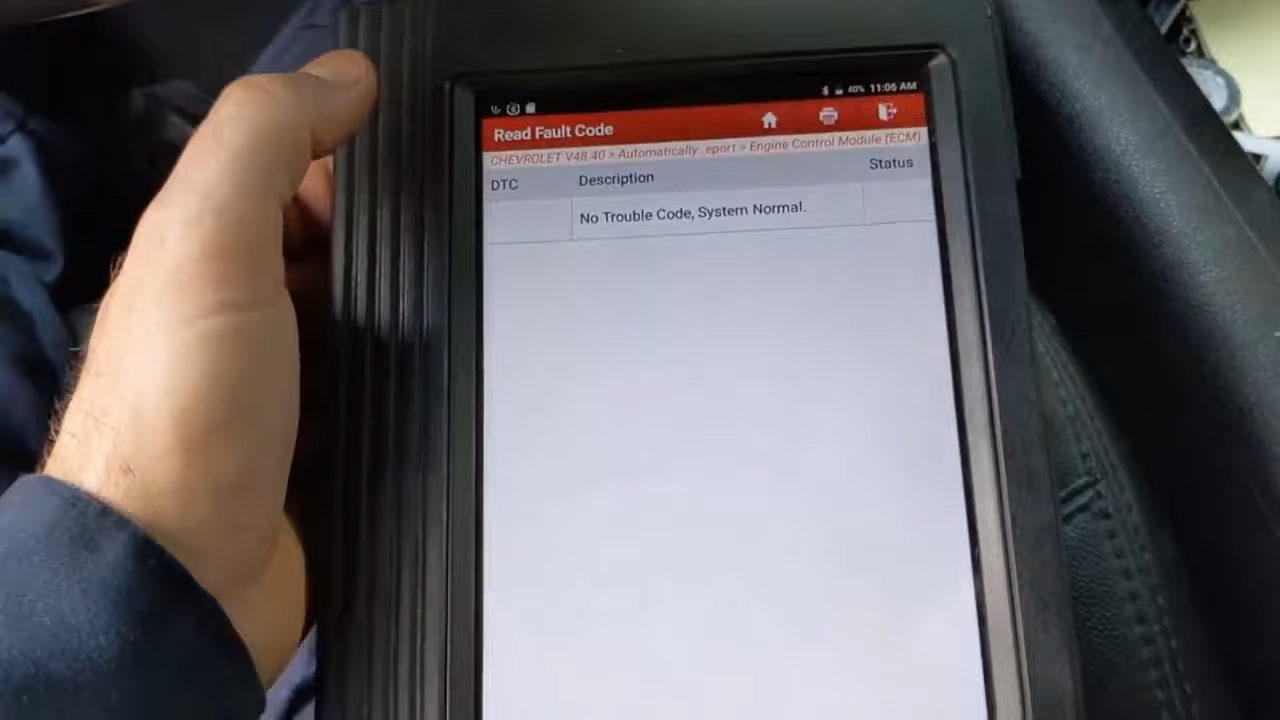 40% 11:06 AM
Read Fault Code
CHEVROLET V48.40 > Automatically eport > Engine Control Module (ECM)
DTC Description Status
No Trouble Code, System Normal.